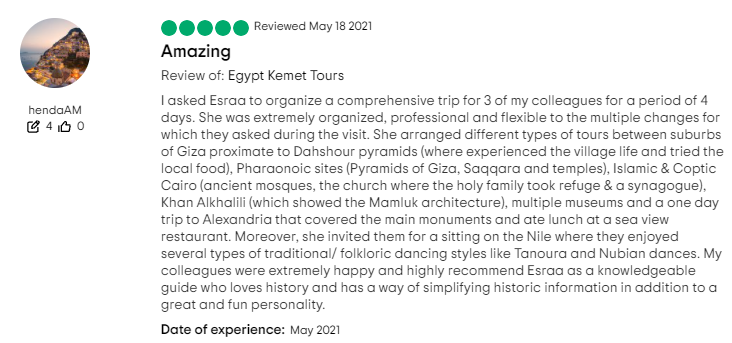 Reviewed May 18 2021
Amazing
Review of: Egypt Kemet Tours
hendaAM
4 0
I asked Esraa to organize a comprehensive trip for 3 of my colleagues for a period of 4
days. She was extremely organized, professional and flexible to the multiple changes for
which they asked during the visit. She arranged different types of tours between suburbs
of Giza proximate to Dahshour pyramids (where experienced the village life and tried the
local food), Pharaonic sites (Pyramids of Giza, Saqqara and temples), Islamic & Coptic
Cairo (ancient mosques, the church where the holy family took refuge & a synagogue),
Khan Alkhalili (which showed the Mamluk architecture), multiple museums and a one day
trip to Alexandria that covered the main monuments and ate lunch at a sea view
restaurant. Moreover, she invited them for a sitting on the Nile where they enjoyed
several types of traditional/ folkloric dancing styles like Tanoura and Nubian dances. My
colleagues were extremely happy and highly recommend Esraa as a knowledgeable
guide who loves history and has a way of simplifying historic information in addition to a
great and fun personality.
Date of experience: May 2021